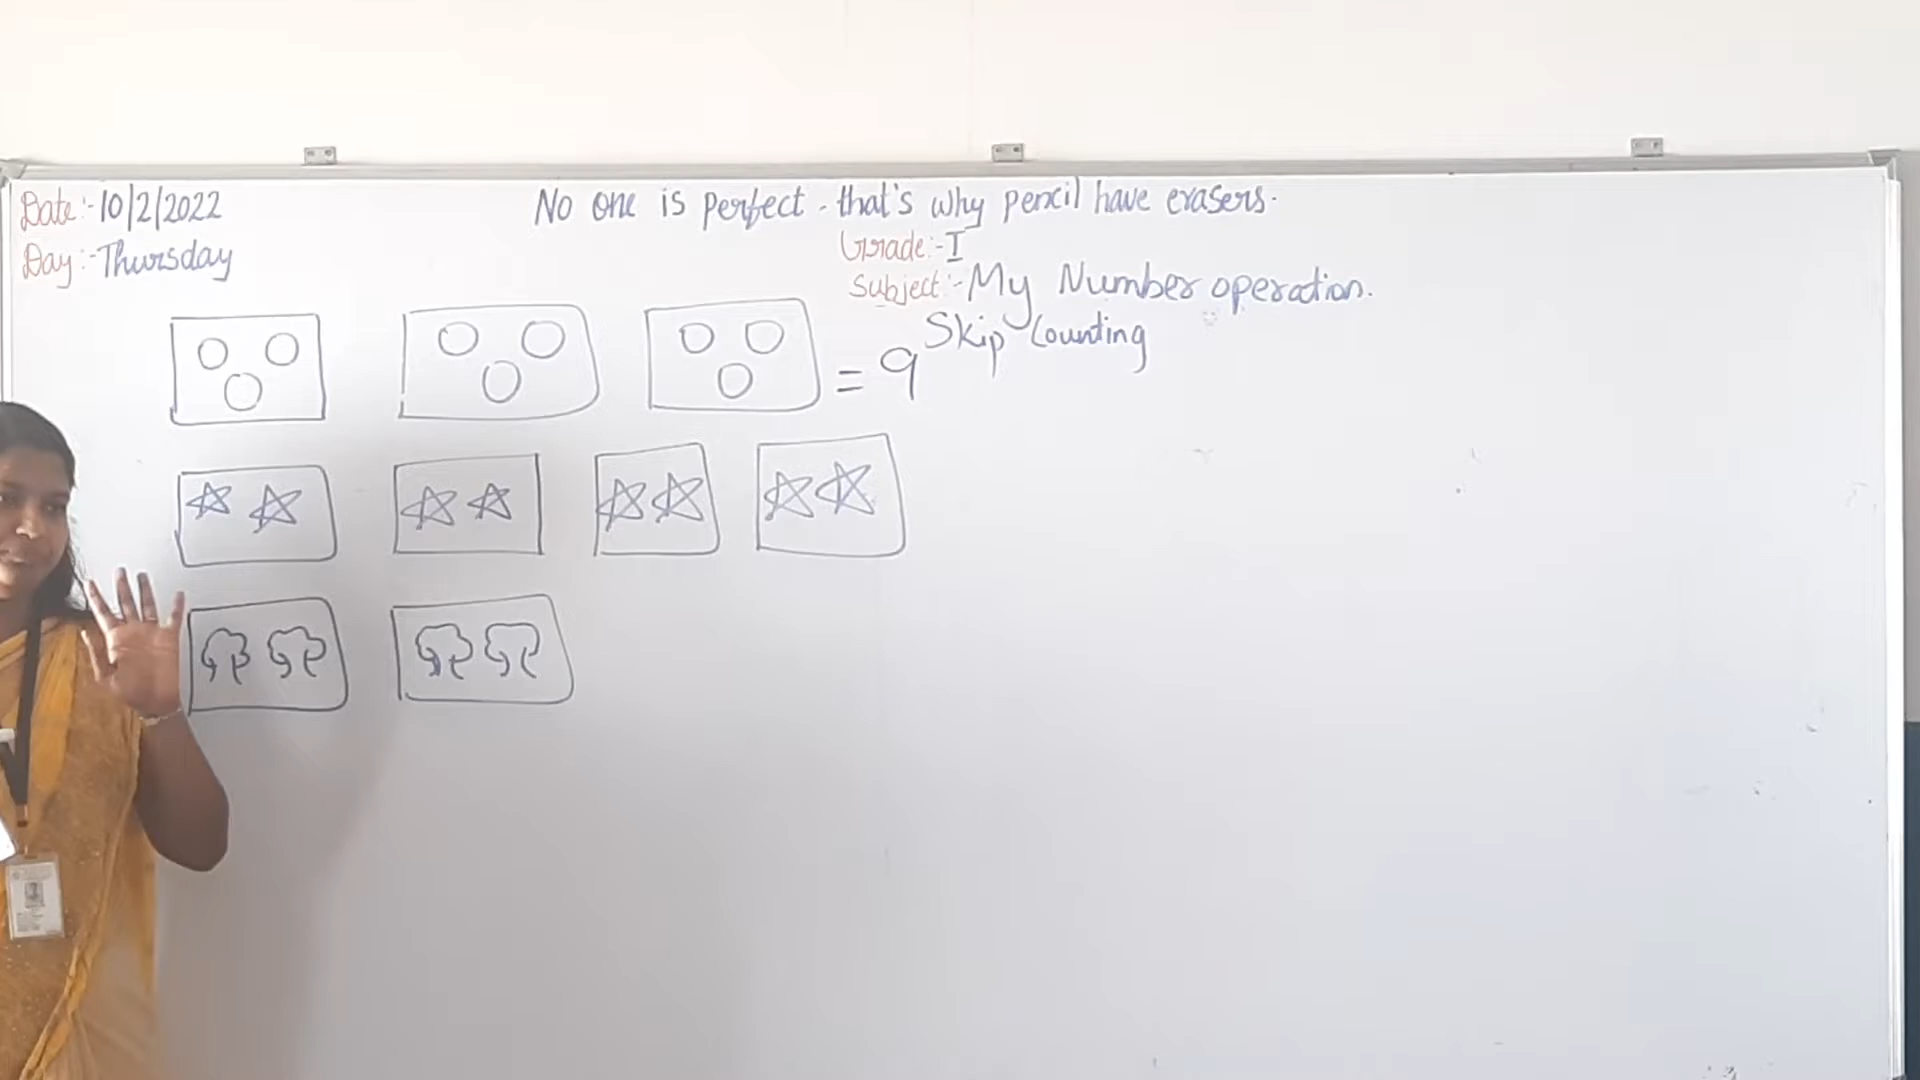 Date:-10/2/2022
Day:-Thursday
No one is perfect - that's why pencil have erasers.
Grade:-I
Subject:-My Number operation.
Skip Counting
= 9